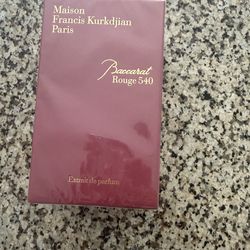 Maison
Francis Kurkdjian
Paris
Baccarat
Rouge 540
Extrait de parfum